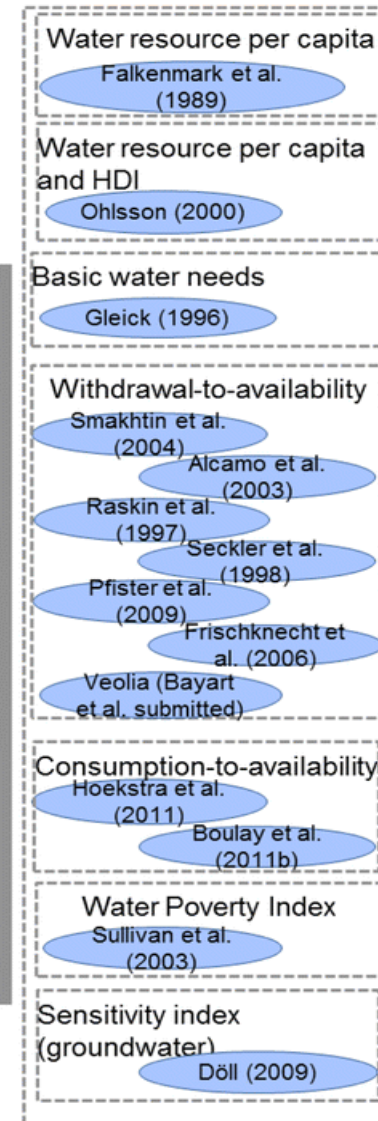 Water resource per capita
Falkenmark et al.
(1989)
Water resource per capita
and HDI
Ohlsson (2000)
Basic water needs
Gleick (1996)
Withdrawal-to-availability
Smakhtin et al.
(2004)
Alcamo et al.
(2003)
Raskin et al.
(1997)
Seckler et al.
(1998)
Pfister et al.
(2009)
Frischknecht et
al. (2006)
Veolia (Bayart
et al. submitted)
Consumption-to-availability
Hoekstra et al.
(2011)
Boulay et al.
(2011b)
Water Poverty Index
Sullivan et al.
(2003)
Sensitivity index
(groundwater)
Döll (2009)